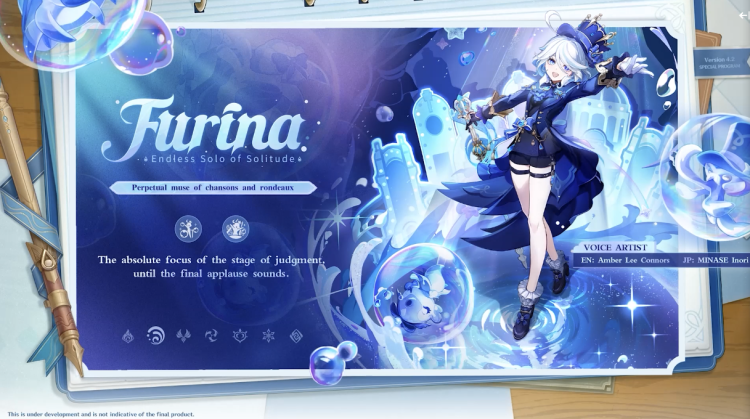 Furina
Endless Solo of Solitude
Perpetual muse of chansons and rondeaux
The absolute focus of the stage of judgment,
until the final applause sounds.
Version 4.2
SPECIAL PROGRAM
VOICE ARTIST
EN: Amber Lee Connors
JP: MINASE Inori
This is under development and is not indicative of the final product.